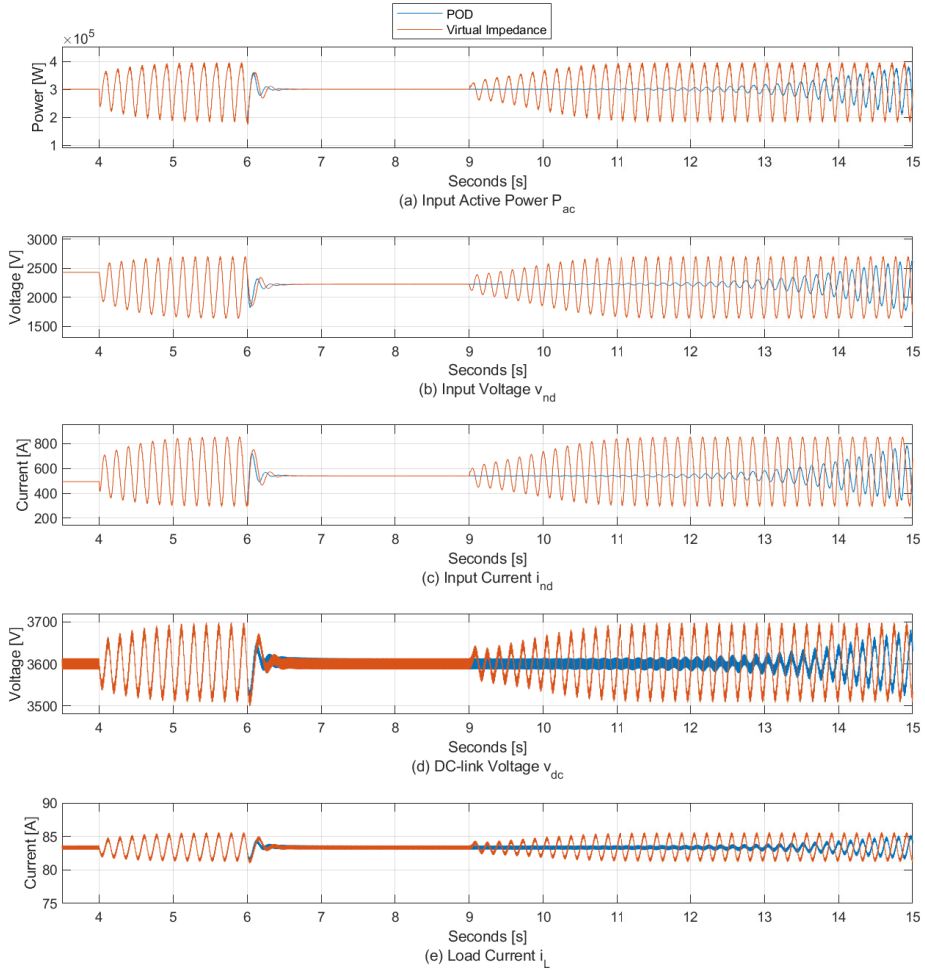 POD
Virtual Impedance
×10⁵
4
3
2
1
Power [W]
4 5 6 7 8 9 10 11 12 13 14 15
Seconds [s]
(a) Input Active Power P_ac
3000
2500
2000
1500
Voltage [V]
4 5 6 7 8 9 10 11 12 13 14 15
Seconds [s]
(b) Input Voltage v_nd
800
600
400
200
Current [A]
4 5 6 7 8 9 10 11 12 13 14 15
Seconds [s]
(c) Input Current i_nd
3700
3600
3500
Voltage [V]
4 5 6 7 8 9 10 11 12 13 14 15
Seconds [s]
(d) DC-link Voltage v_dc
90
85
80
75
Current [A]
4 5 6 7 8 9 10 11 12 13 14 15
Seconds [s]
(e) Load Current i_L